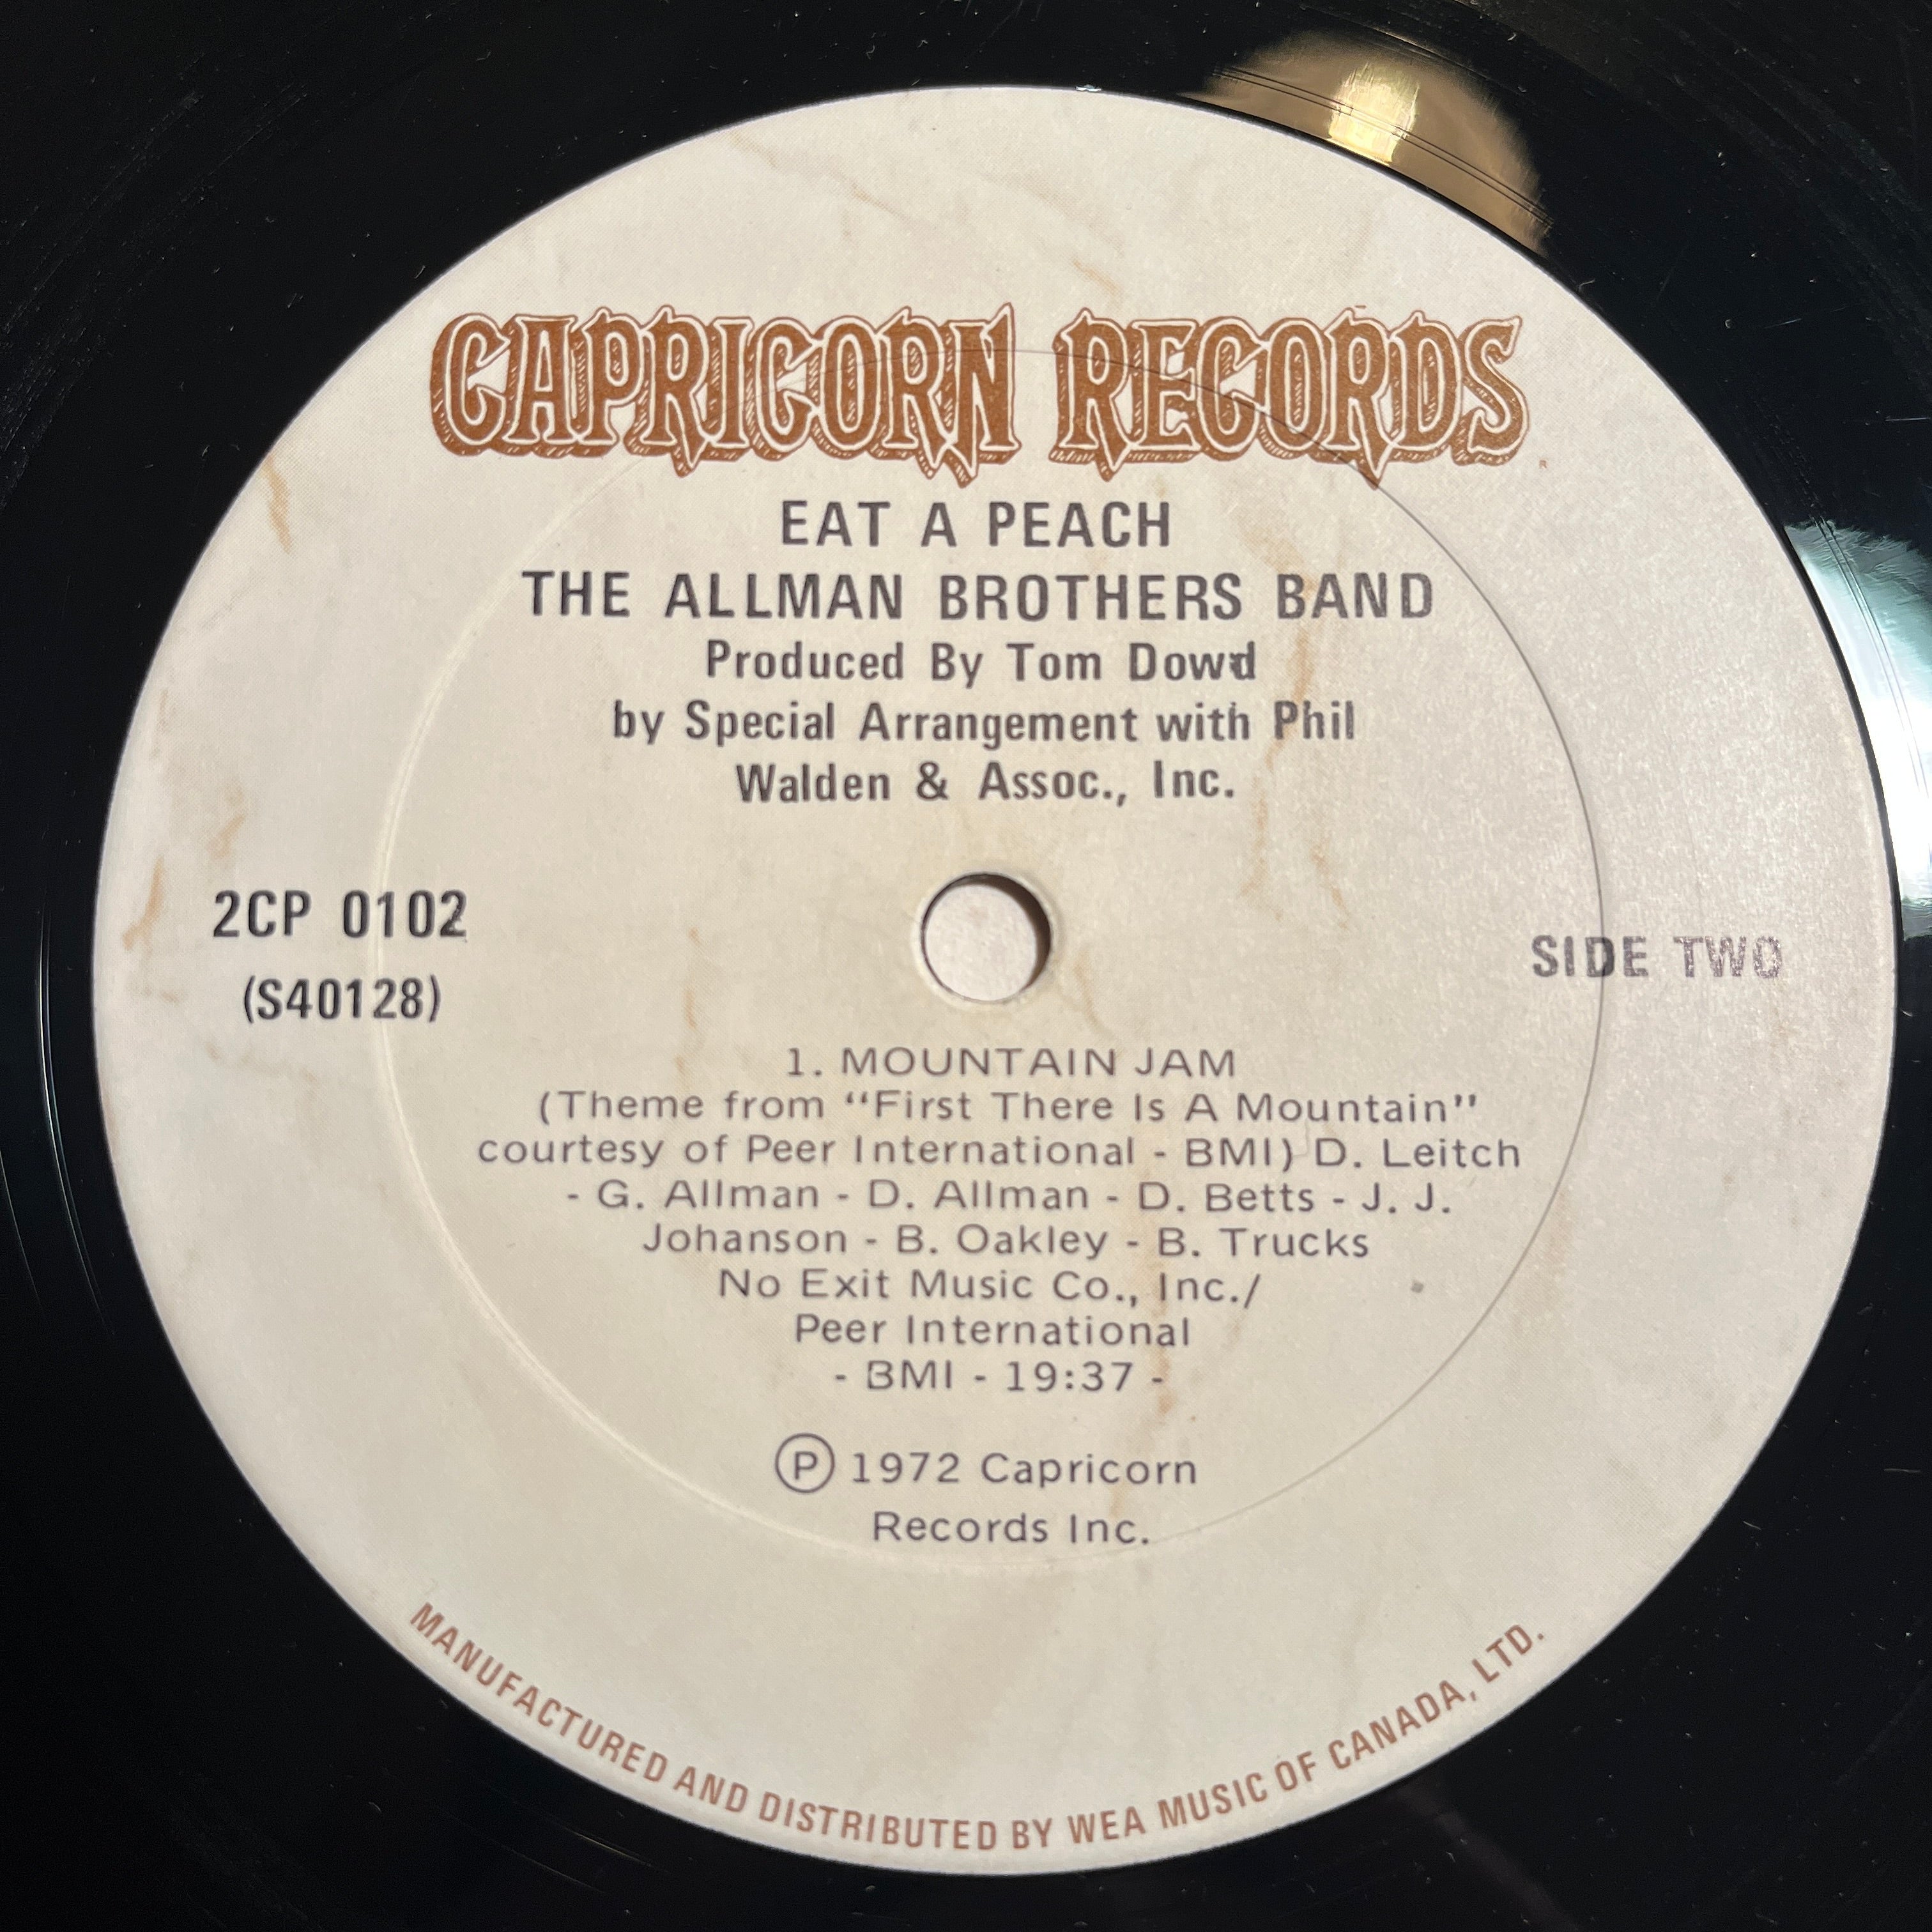 CAPRICORN RECORDS
EAT A PEACH
THE ALLMAN BROTHERS BAND
Produced By Tom Dowd
by Special Arrangement with Phil
Walden & Assoc., Inc.
2CP 0102
(S40128)
SIDE TWO
1. MOUNTAIN JAM
(Theme from “First There Is A Mountain”
courtesy of Peer International - BMI) D. Leitch
- G. Allman - D. Allman - D. Betts - J. J.
Johanson - B. Oakley - B. Trucks
No Exit Music Co., Inc./
Peer International
- BMI - 19:37 -
Ⓟ 1972 Capricorn
Records Inc.
MANUFACTURED AND DISTRIBUTED BY WEA MUSIC OF CANADA, LTD.